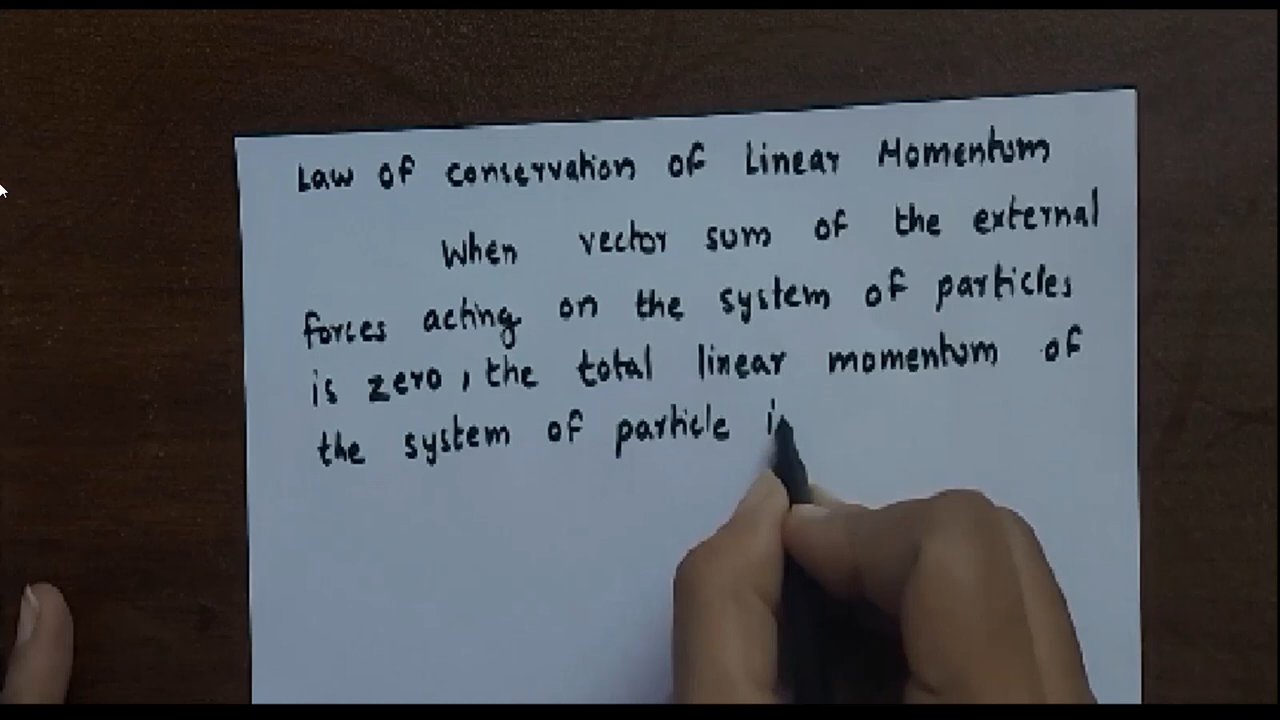 Law of conservation of Linear Momentum
When vector sum of the external
forces acting on the system of particles
is zero, the total linear momentum of
the system of particle i